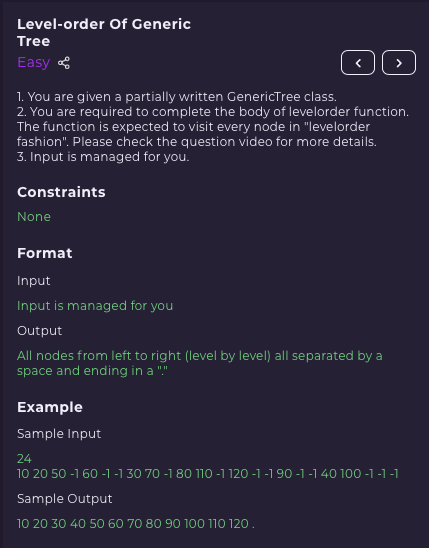 Level-order Of Generic
Tree
Easy
1. You are given a partially written GenericTree class.
2. You are required to complete the body of levelorder function.
The function is expected to visit every node in "levelorder
fashion". Please check the question video for more details.
3. Input is managed for you.
Constraints
None
Format
Input
Input is managed for you
Output
All nodes from left to right (level by level) all separated by a
space and ending in a "."
Example
Sample Input
24
10 20 50 -1 60 -1 -1 30 70 -1 80 110 -1 120 -1 -1 90 -1 -1 40 100 -1 -1 -1
Sample Output
10 20 30 40 50 60 70 80 90 100 110 120 .